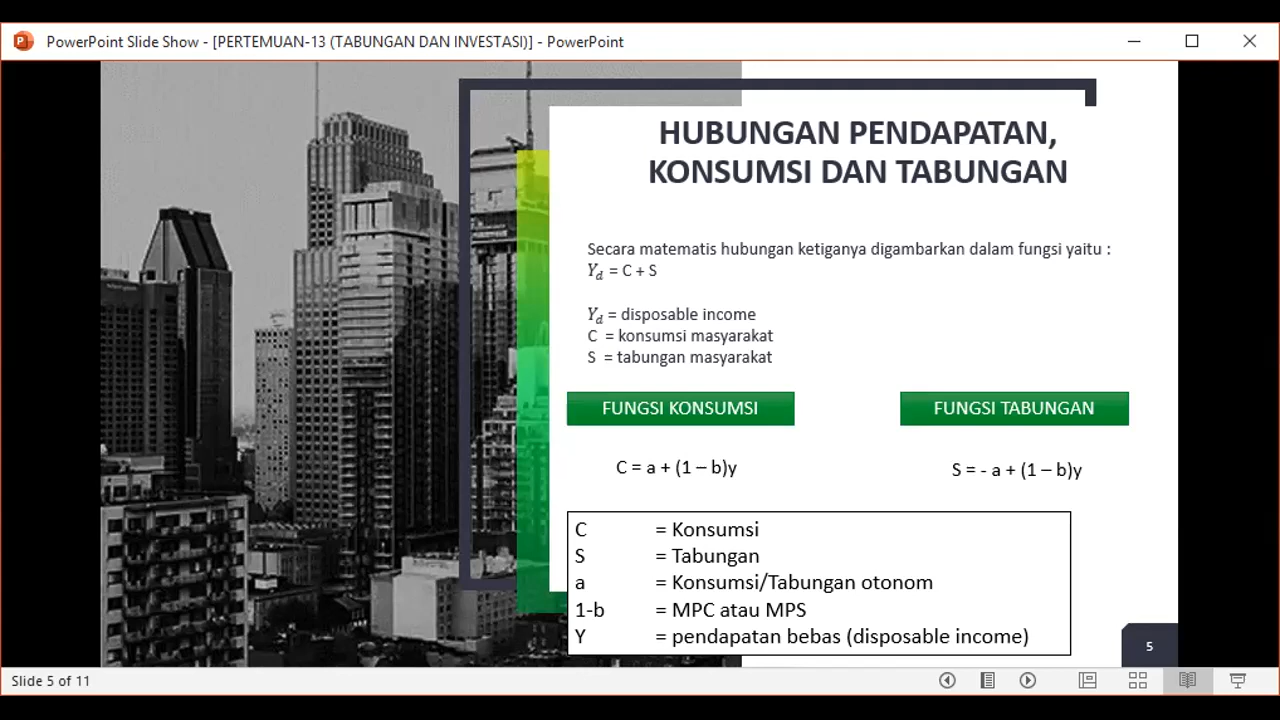 PowerPoint Slide Show - [PERTEMUAN-13 (TABUNGAN DAN INVESTASI)] - PowerPoint
HUBUNGAN PENDAPATAN,
KONSUMSI DAN TABUNGAN
Secara matematis hubungan ketiganya digambarkan dalam fungsi yaitu :
Yd = C + S
Yd = disposable income
C = konsumsi masyarakat
S = tabungan masyarakat
FUNGSI KONSUMSI
FUNGSI TABUNGAN
C = a + (1 – b)y
S = - a + (1 – b)y
C = Konsumsi
S = Tabungan
a = Konsumsi/Tabungan otonom
1-b = MPC atau MPS
Y = pendapatan bebas (disposable income)
5
Slide 5 of 11